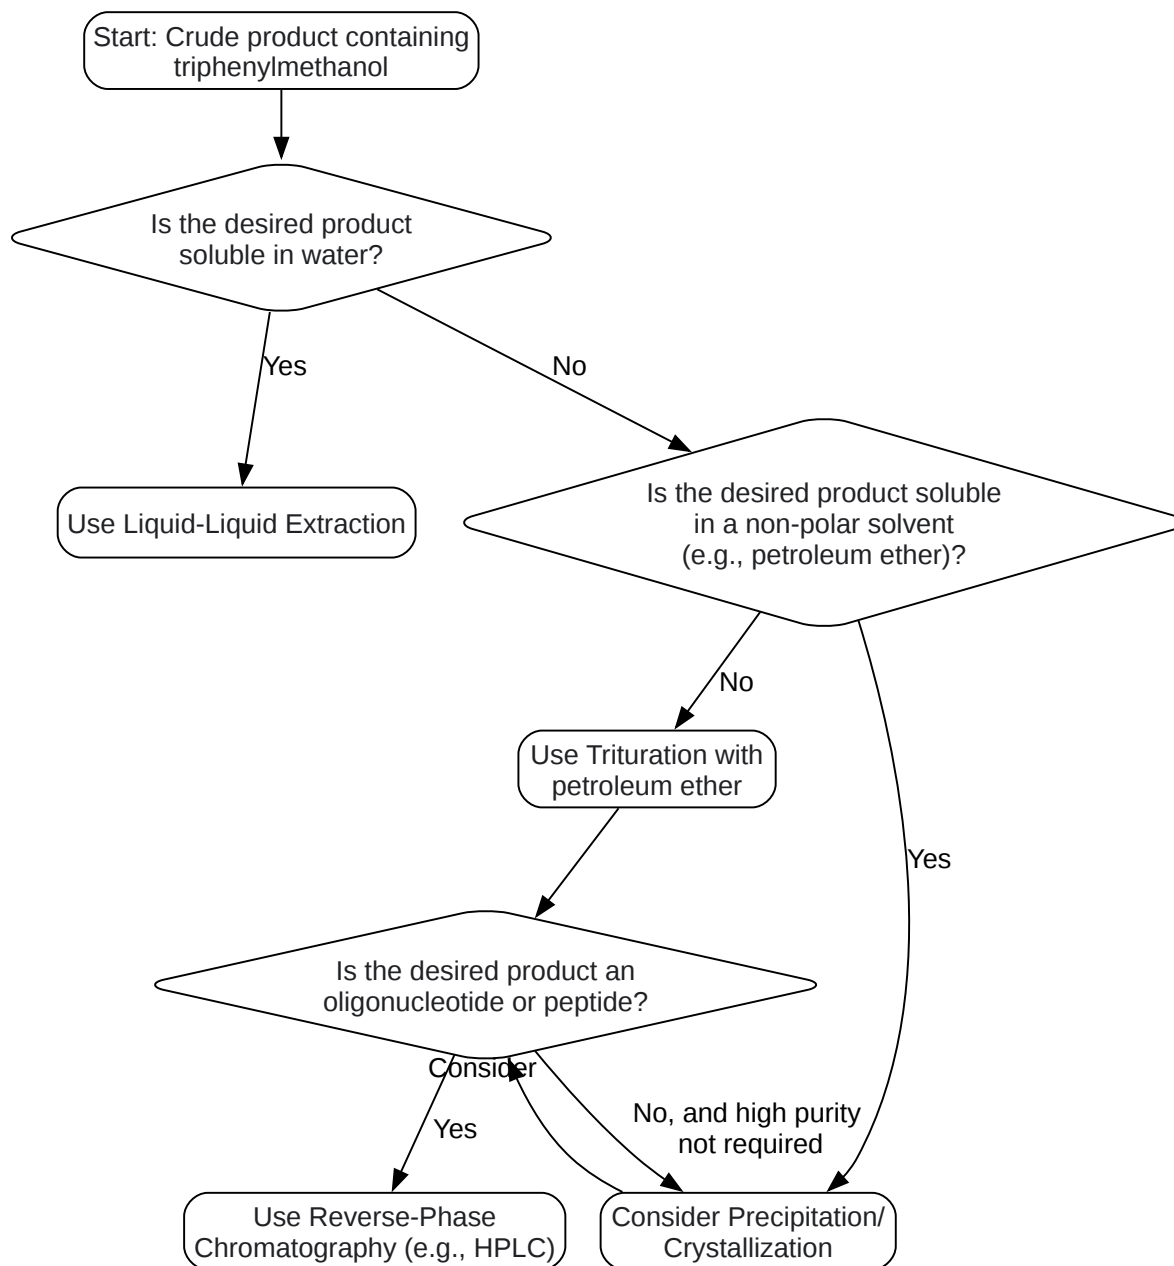 Start: Crude product containing
triphenylmethanol
Is the desired product
soluble in water?
Yes
No
Use Liquid-Liquid Extraction
Is the desired product soluble
in a non-polar solvent
(e.g., petroleum ether)?
No
Use Trituration with
petroleum ether
Yes
Is the desired product an
oligonucleotide or peptide?
Consider
Yes
No, and high purity
not required
Use Reverse-Phase
Chromatography (e.g., HPLC)
Consider Precipitation/
Crystallization